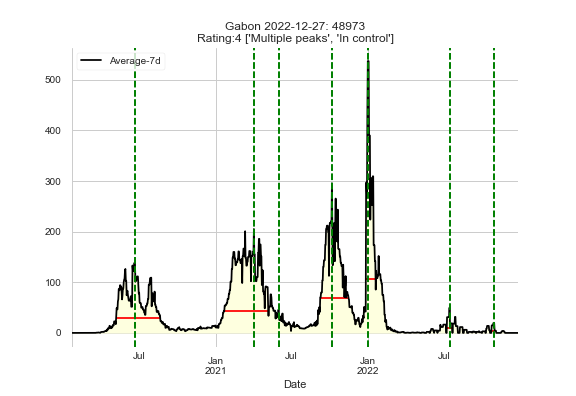 Gabon 2022-12-27: 48973
Rating:4 ['Multiple peaks', 'In control']
Average-7d
500
400
300
200
100
0
Jul
Jan
2021
Jul
Jan
2022
Jul
Date